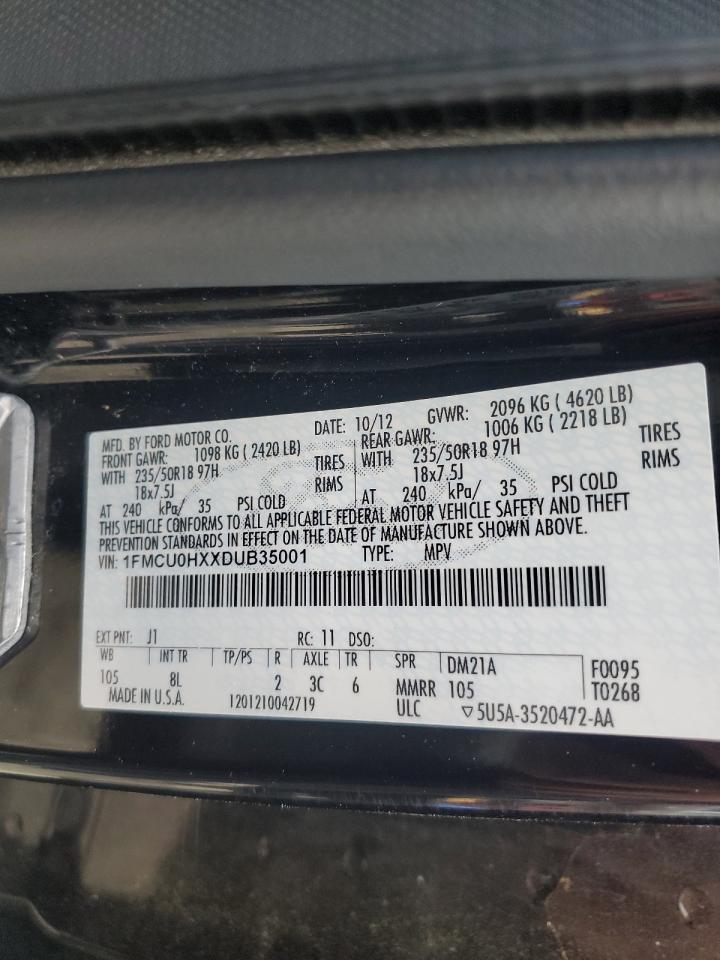 MFD. BY FORD MOTOR CO. DATE: 10/12 GVWR: 2096 KG ( 4620 LB)
FRONT GAWR: 1098 KG ( 2420 LB) REAR GAWR: 1006 KG ( 2218 LB)
WITH 235/50R18 97H TIRES WITH 235/50R18 97H TIRES
18x7.5J RIMS 18x7.5J RIMS
AT 240 kPa/ 35 PSI COLD AT 240 kPa/ 35 PSI COLD
THIS VEHICLE CONFORMS TO ALL APPLICABLE FEDERAL MOTOR VEHICLE SAFETY AND THEFT
PREVENTION STANDARDS IN EFFECT ON THE DATE OF MANUFACTURE SHOWN ABOVE.
VIN: 1FMCU0HXXDUB35001 TYPE: MPV
EXT PNT: J1 RC: 11 DSO:
WB INT TR TP/PS R AXLE TR SPR DM21A F0095
105 8L 2 3C 6 MMRR 105 T0268
MADE IN U.S.A. 1201210042719 ULC ▽5U5A-3520472-AA